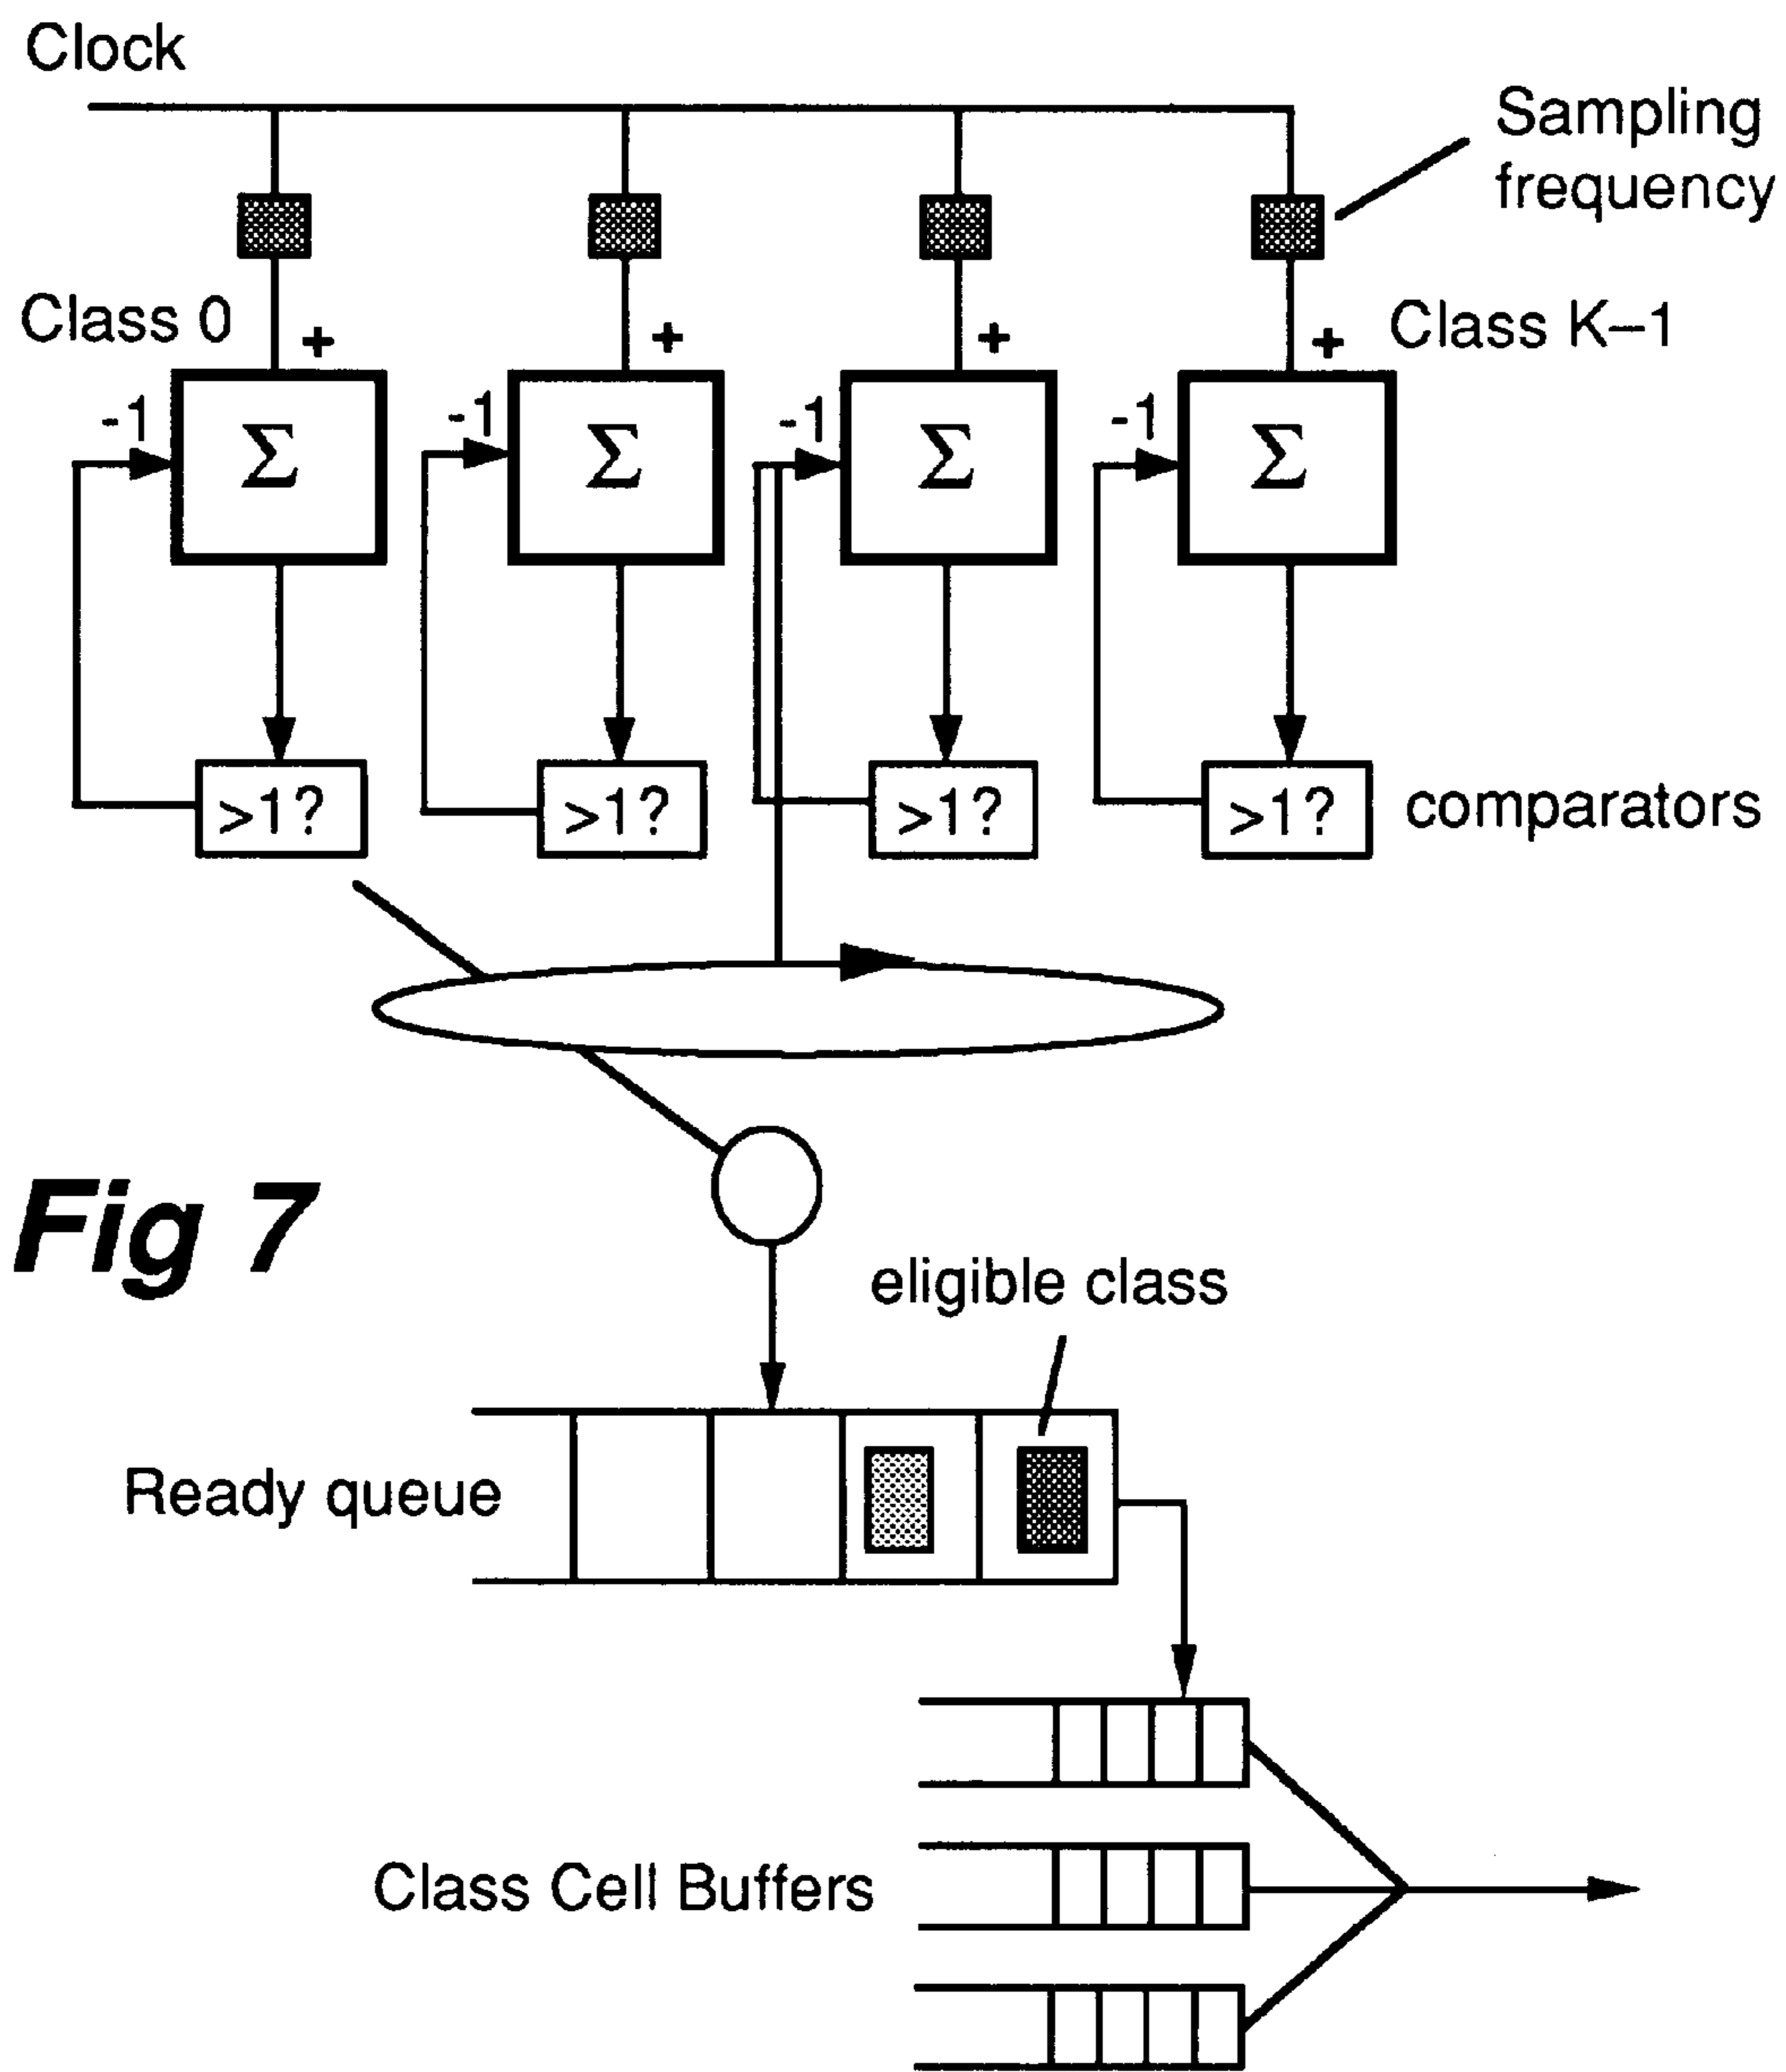 Clock
Sampling
frequency
Class 0
+
+
+
+
Class K–1
-1
-1
-1
-1
Σ
Σ
Σ
Σ
>1?
>1?
>1?
>1?
comparators
Fig 7
eligible class
Ready queue
Class Cell Buffers